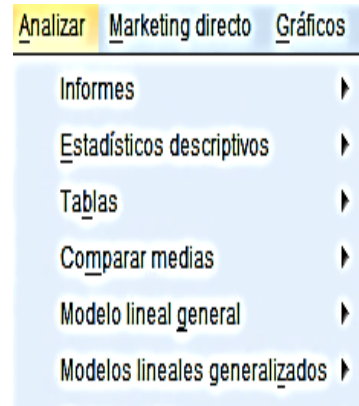 Analizar Marketing directo Gráficos
Informes
Estadísticos descriptivos
Tablas
Comparar medias
Modelo lineal general
Modelos lineales generalizados